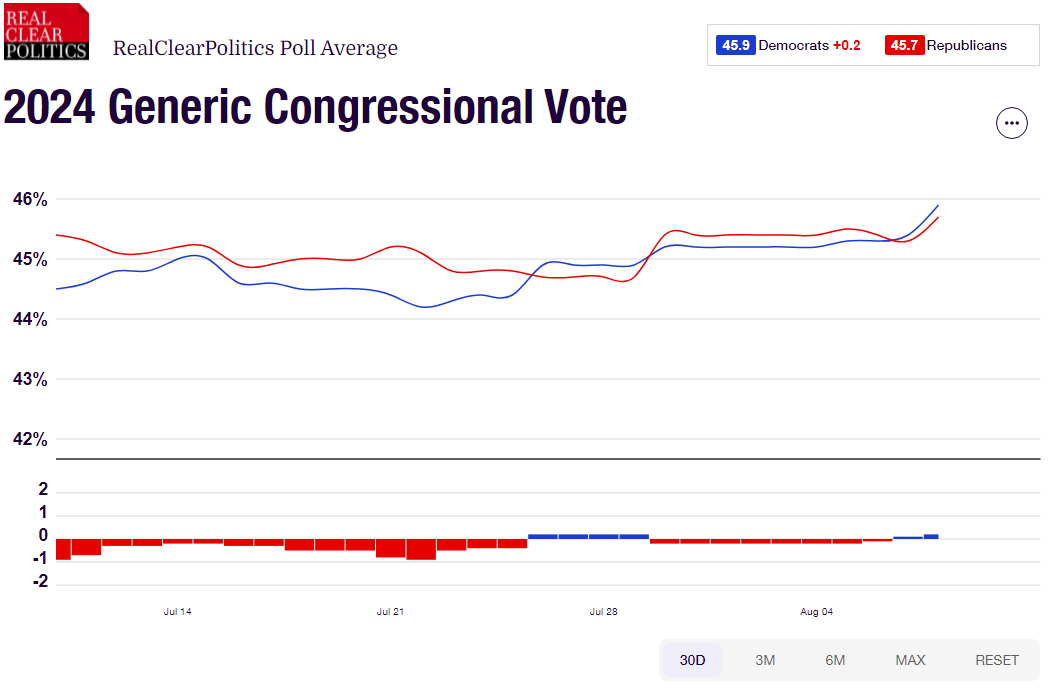 REAL
CLEAR
POLITICS
RealClearPolitics Poll Average
45.9 Democrats +0.2 45.7 Republicans
2024 Generic Congressional Vote
46%
45%
44%
43%
42%
2
1
0
-1
-2
Jul 14 Jul 21 Jul 28 Aug 04
30D 3M 6M MAX RESET